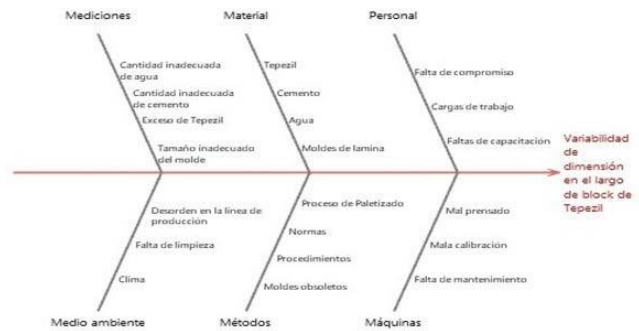 Mediciones
Material
Personal
Cantidad inadecuada
de agua
Cantidad inadecuada
de cemento
Exceso de Tepezil
Tamaño inadecuado
del molde
Tepezil
Cemento
Agua
Moldes de lamina
Falta de compromiso
Cargas de trabajo
Faltas de capacitación
Variabilidad
de
dimensión
en el largo
de block de
Tepezil
Desorden en la línea de
producción
Falta de limpieza
Clima
Proceso de Paletizado
Normas
Procedimientos
Moldes obsoletos
Mal prensado
Mala calibración
Falta de mantenimiento
Medio ambiente
Métodos
Máquinas